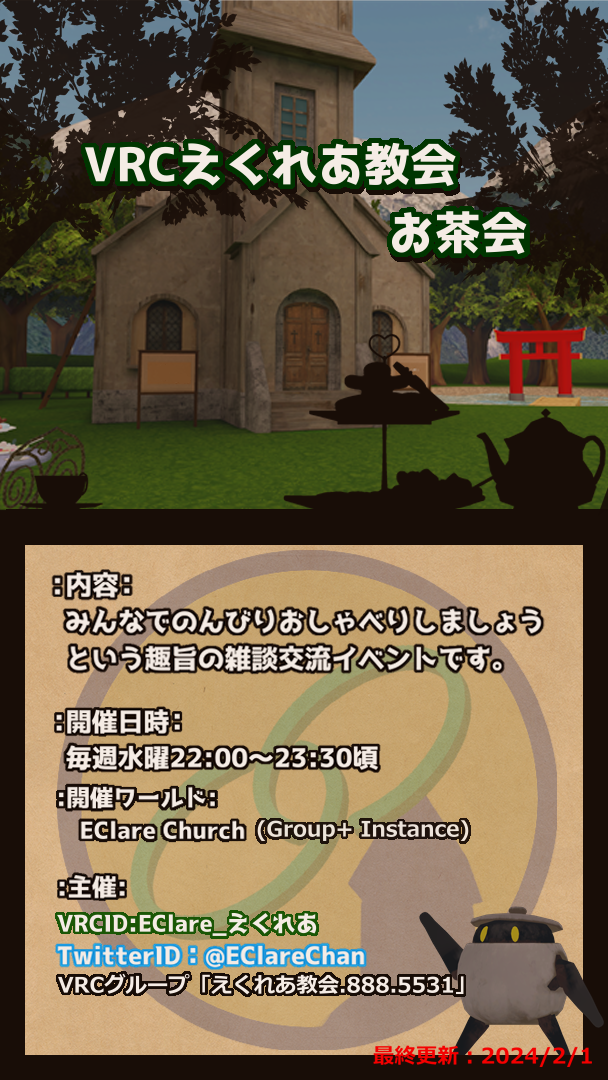 VRCえくれあ教会
お茶会
:内容:
みんなでのんびりおしゃべりしましょう
という趣旨の雑談交流イベントです。
:開催日時:
毎週水曜22:00～23:30頃
:開催ワールド:
EClare Church (Group+ Instance)
:主催:
VRCID:EClare_えくれあ
TwitterID：@EClareChan
VRCグループ「えくれあ教会.888.5531」
最終更新：2024/2/1